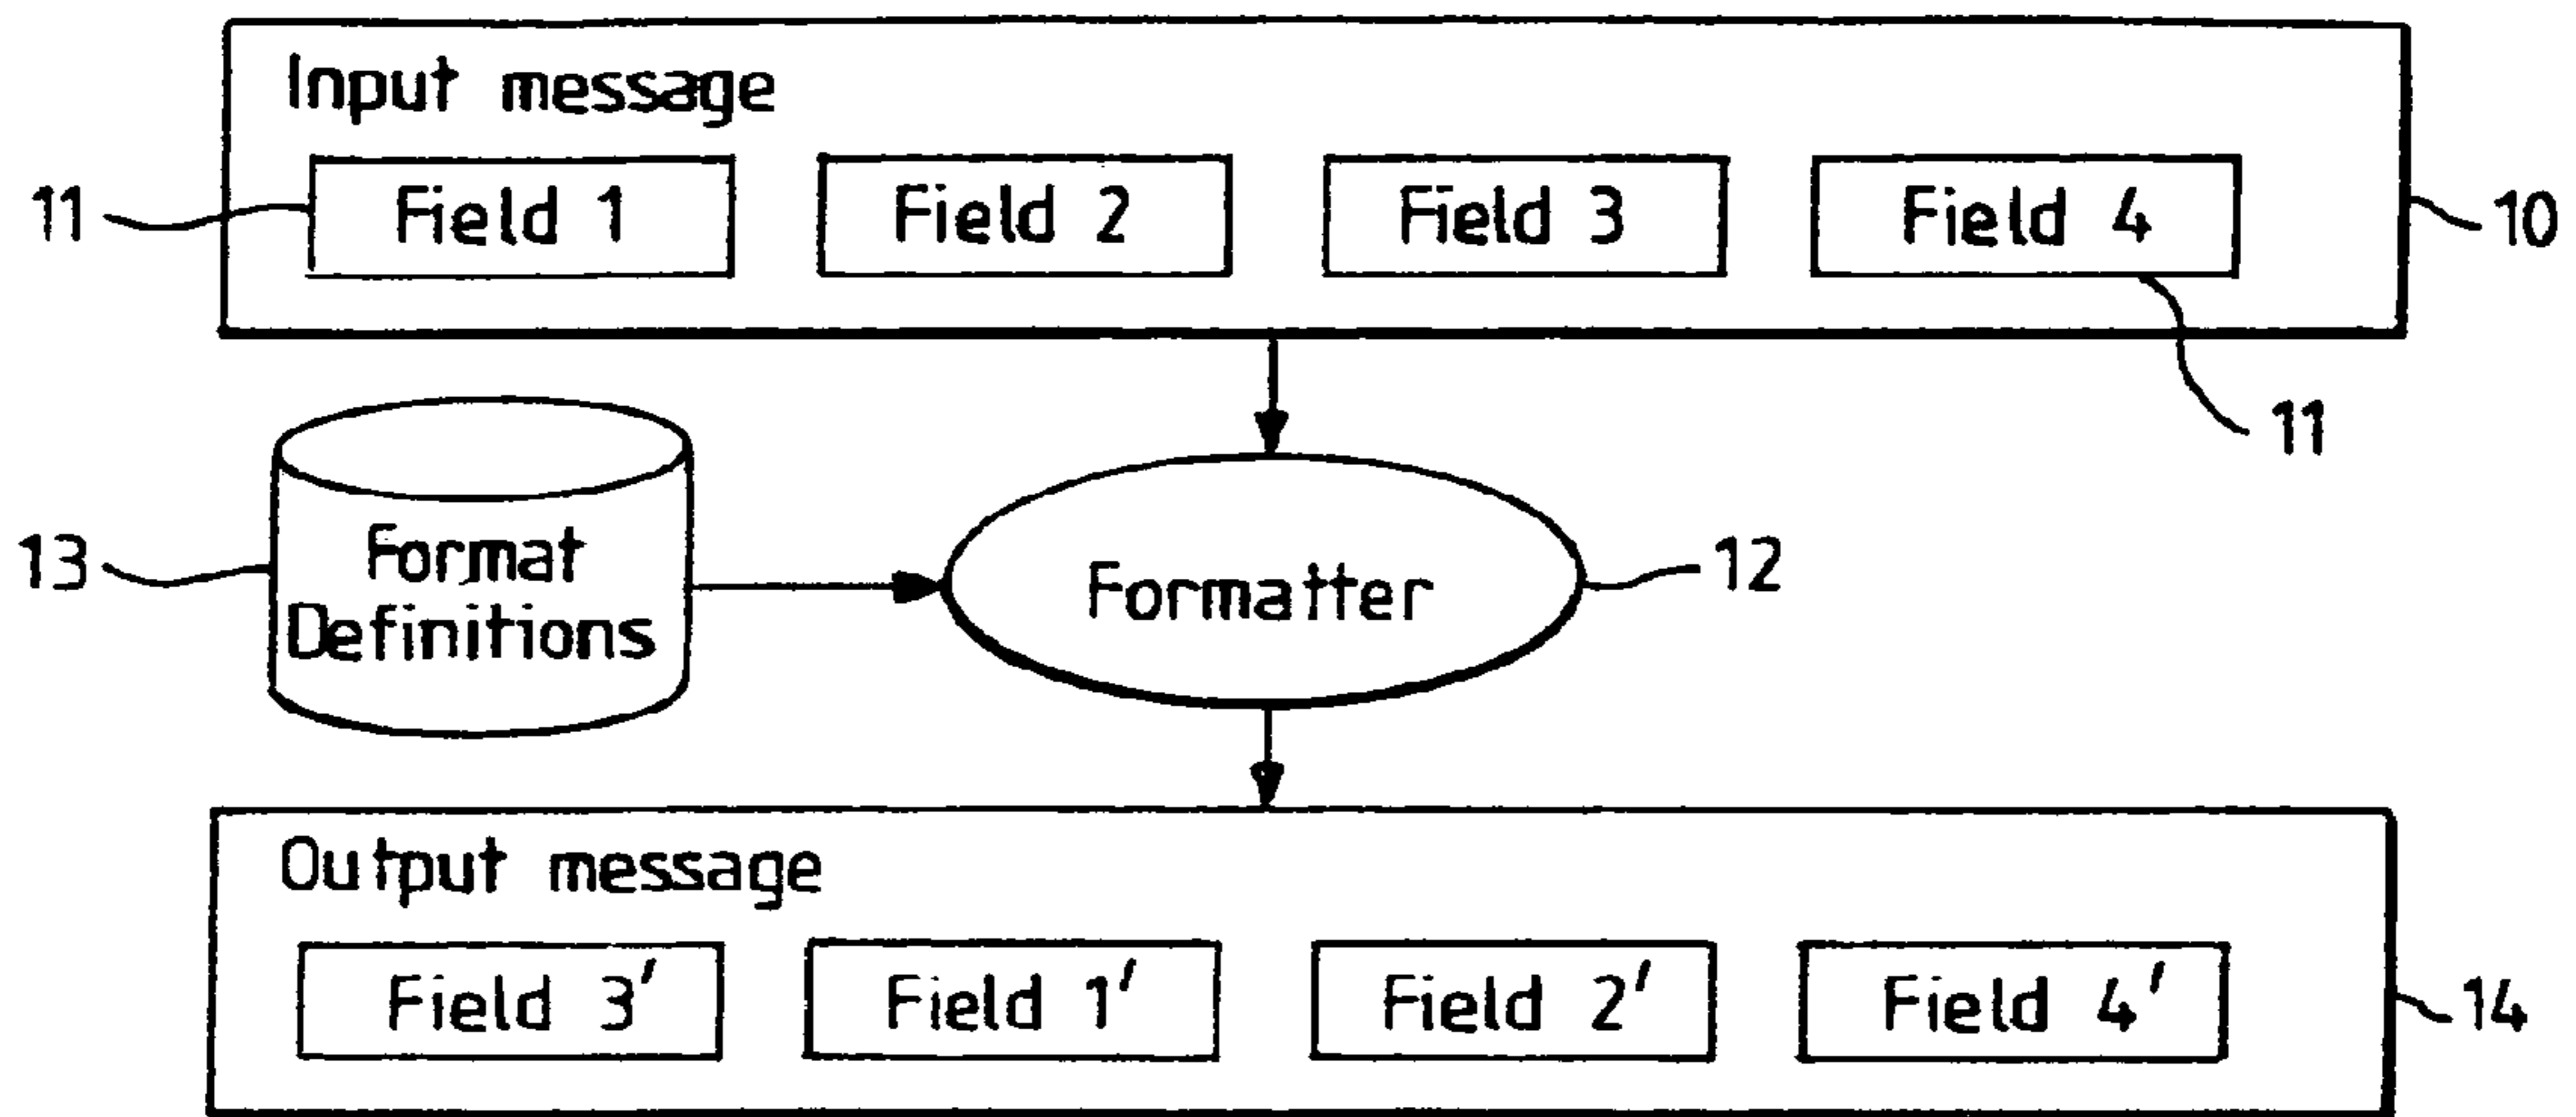 Input message
11 Field 1 Field 2 Field 3 Field 4 10
11
13 Format Definitions Formatter 12
Output message
Field 3' Field 1' Field 2' Field 4' 14